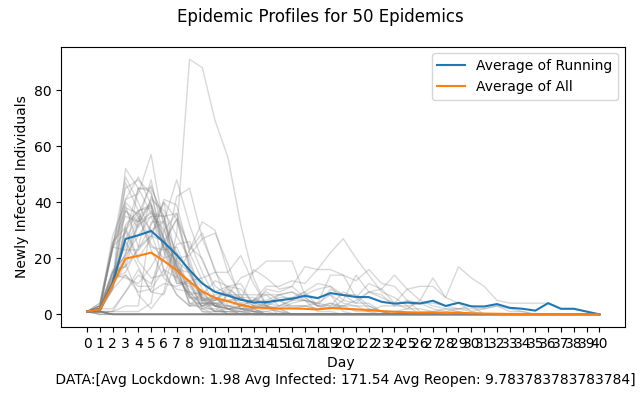 Epidemic Profiles for 50 Epidemics
Average of Running
Average of All
Newly Infected Individuals
80
60
40
20
0
0 1 2 3 4 5 6 7 8 9 10 11 12 13 14 15 16 17 18 19 20 21 22 23 24 25 26 27 28 29 30 31 32 33 34 35 36 37 38 39 40
Day
DATA:[Avg Lockdown: 1.98 Avg Infected: 171.54 Avg Reopen: 9.783783783783784]